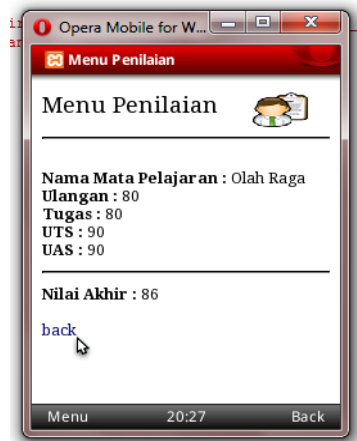 Opera Mobile for W...
Menu Penilaian
Menu Penilaian
Nama Mata Pelajaran : Olah Raga
Ulangan : 80
Tugas : 80
UTS : 90
UAS : 90
Nilai Akhir : 86
back
Menu 20:27 Back